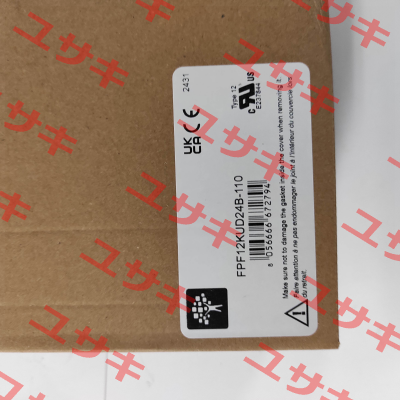 2431
UK
CA
CE
Type 12
E237844
C
US
FPF12KUD24B-110
8 056666 672794
Make sure not to damage the gasket inside the cover when removing it.
Faire attention à ne pas endommager le joint à l'intérieur du couvercle lors
du retrait.
ユサキ
ユサキ
ユサキ
ユサキ
ユサキ
ユサキ
ユサキ